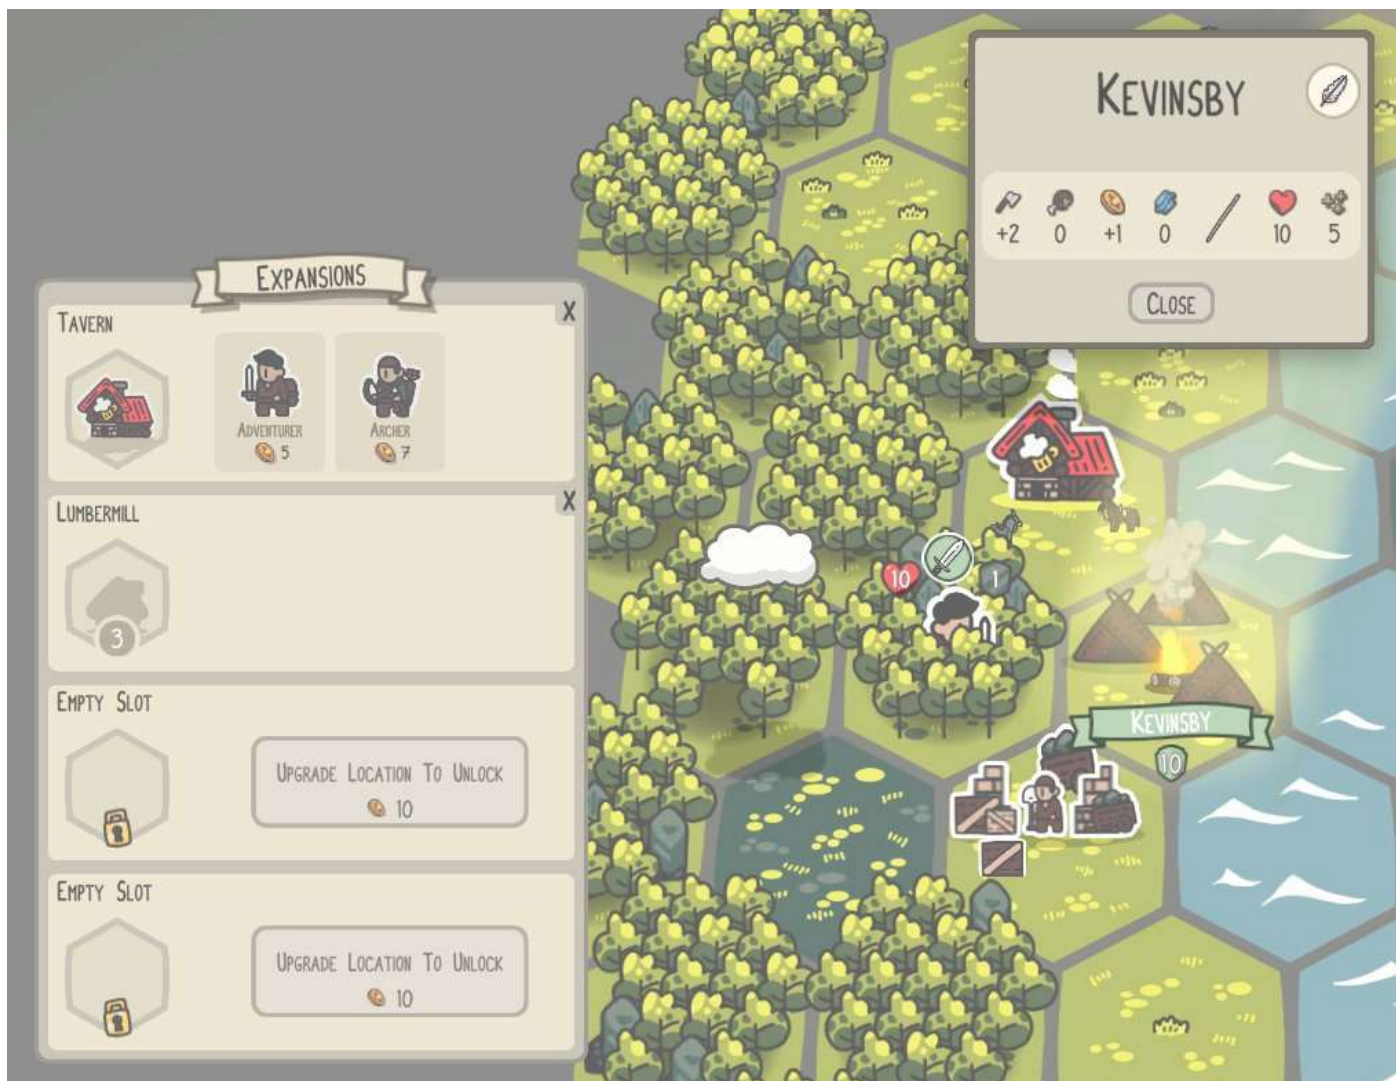 Kevinsby
+2 0 +1 0 10 5
Close
Expansions
Tavern
X
Adventurer
5
Archer
7
Lumbermill
X
3
Empty Slot
Upgrade Location To Unlock
10
Empty Slot
Upgrade Location To Unlock
10
10
1
Kevinsby
10